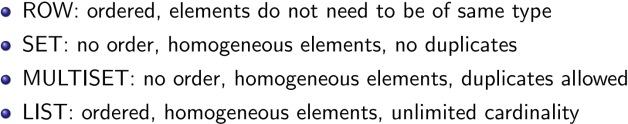 • ROW: ordered, elements do not need to be of same type
• SET: no order, homogeneous elements, no duplicates
• MULTISET: no order, homogeneous elements, duplicates allowed
• LIST: ordered, homogeneous elements, unlimited cardinality